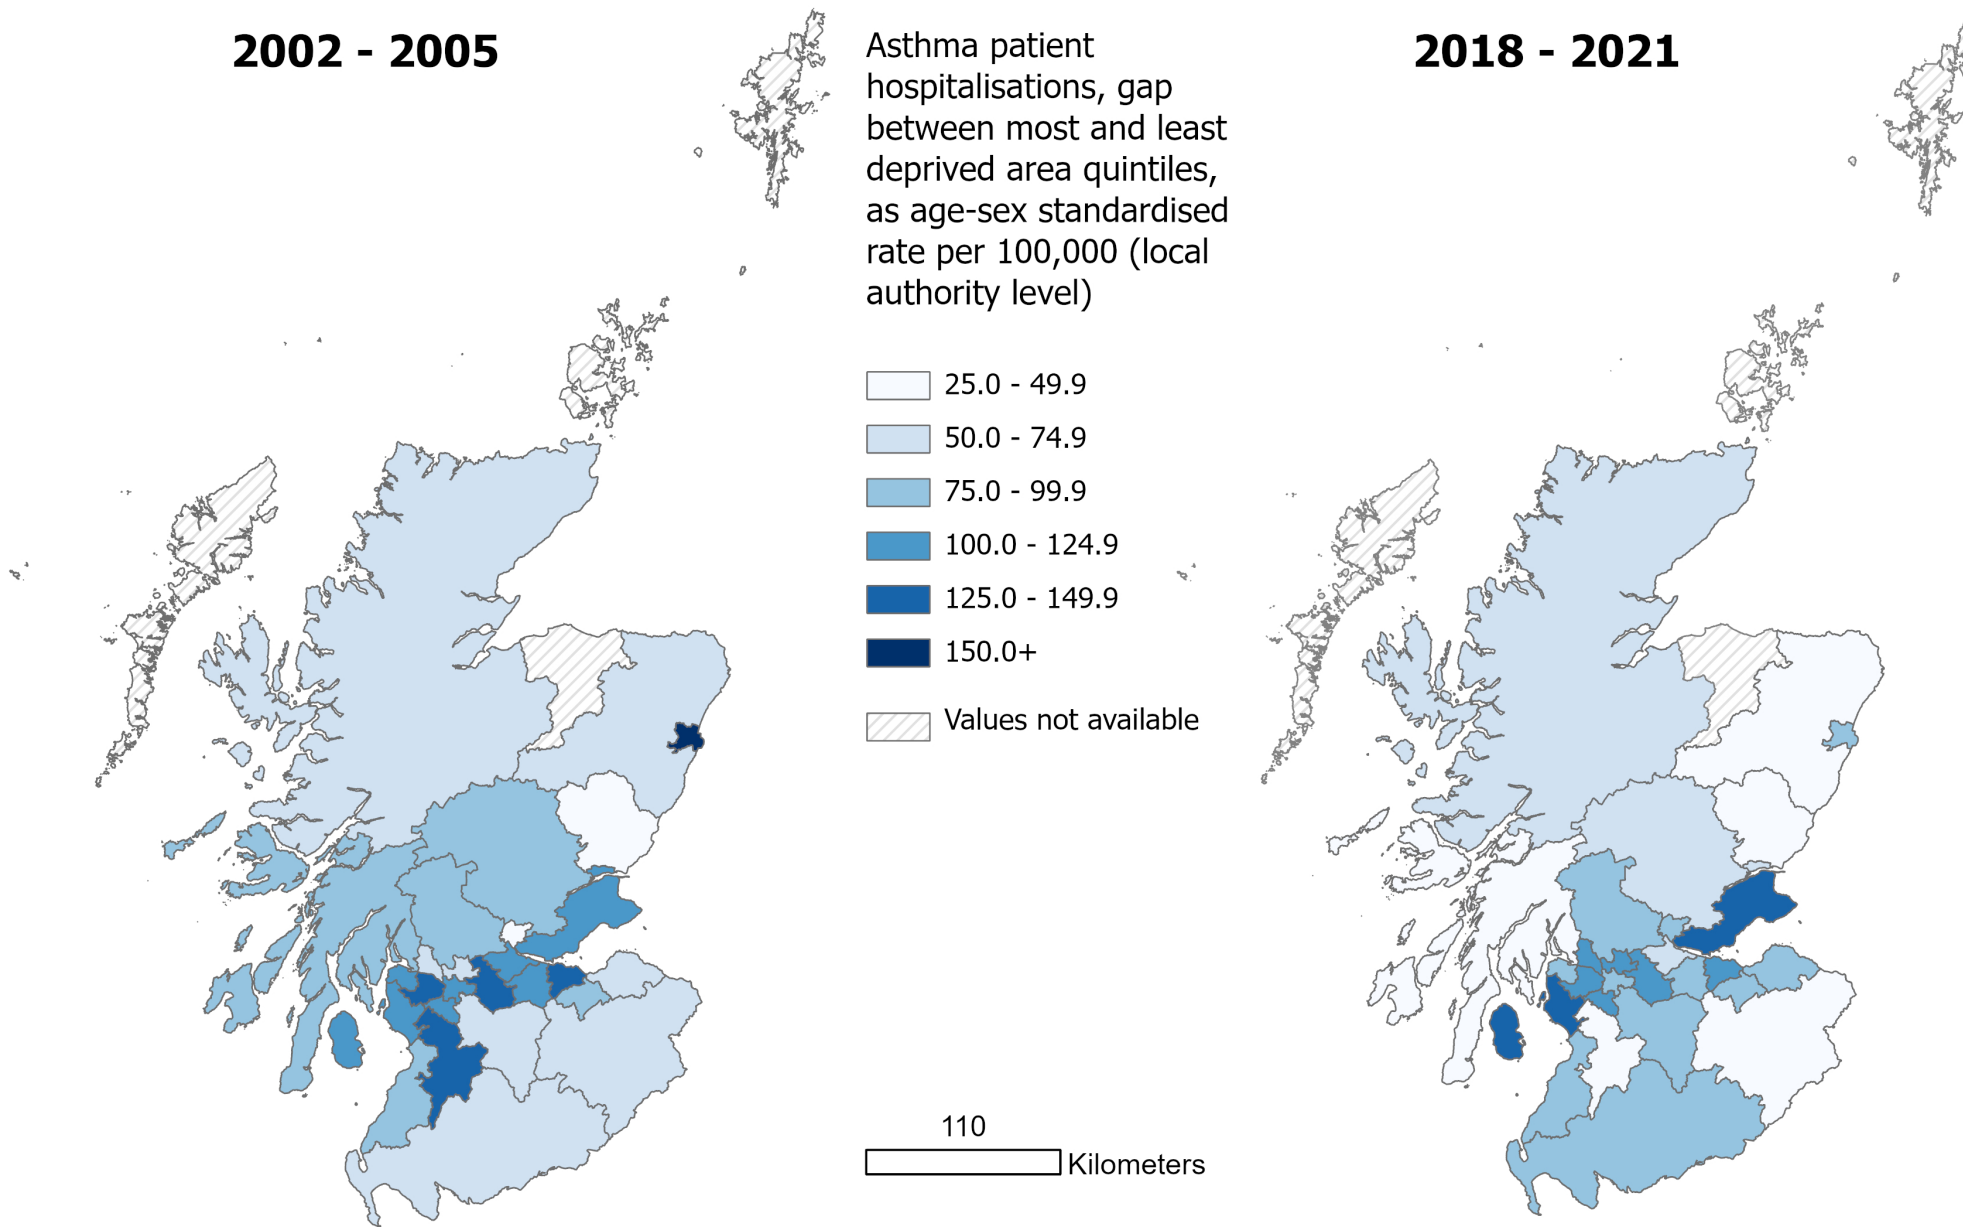 2002 - 2005
Asthma patient
hospitalisations, gap
between most and least
deprived area quintiles,
as age-sex standardised
rate per 100,000 (local
authority level)
2018 - 2021
25.0 - 49.9
50.0 - 74.9
75.0 - 99.9
100.0 - 124.9
125.0 - 149.9
150.0+
Values not available
110
Kilometers